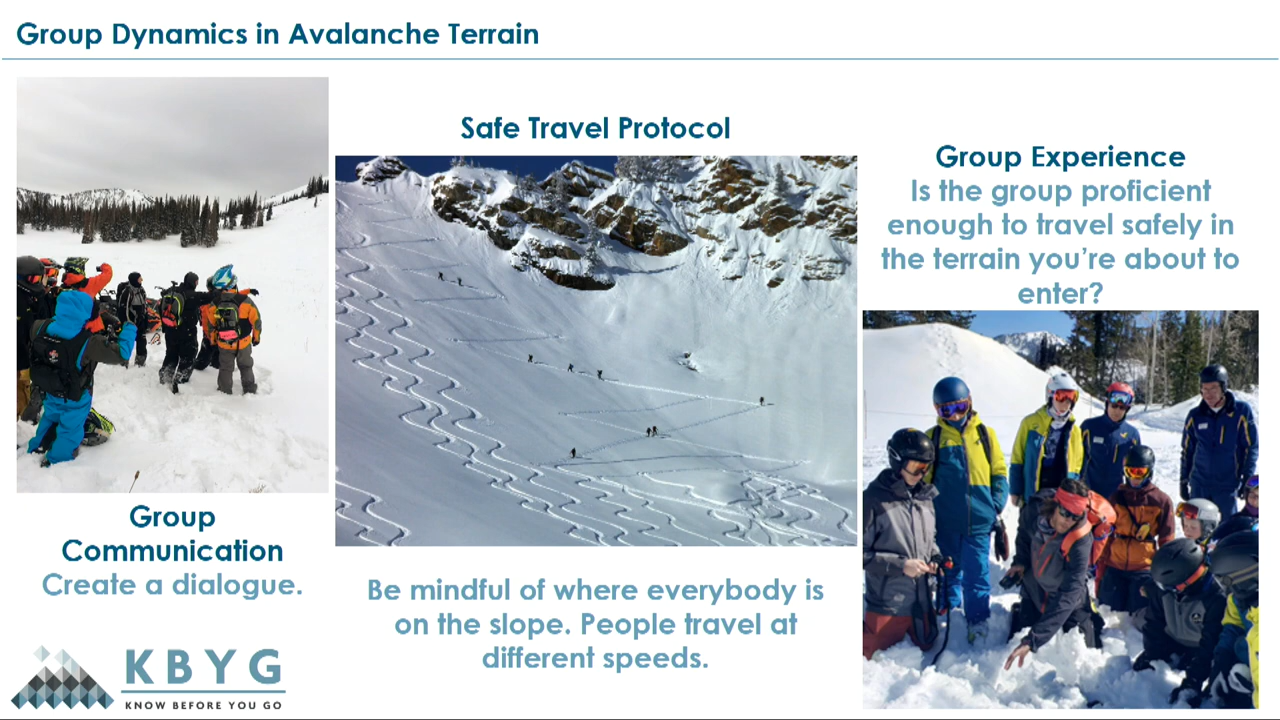 Group Dynamics in Avalanche Terrain
Safe Travel Protocol
Group Experience
Is the group proficient
enough to travel safely in
the terrain you're about to
enter?
Group
Communication
Create a dialogue.
Be mindful of where everybody is
on the slope. People travel at
different speeds.
KBYG
KNOW BEFORE YOU GO